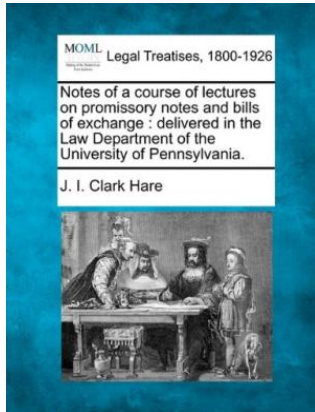 MOML
Legal Treatises, 1800-1926
Notes of a course of lectures
on promissory notes and bills
of exchange : delivered in the
Law Department of the
University of Pennsylvania.
J. I. Clark Hare